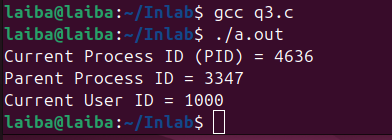 laiba@laiba:~/Inlab$ gcc q3.c
laiba@laiba:~/Inlab$ ./a.out
Current Process ID (PID) = 4636
Parent Process ID = 3347
Current User ID = 1000
laiba@laiba:~/Inlab$